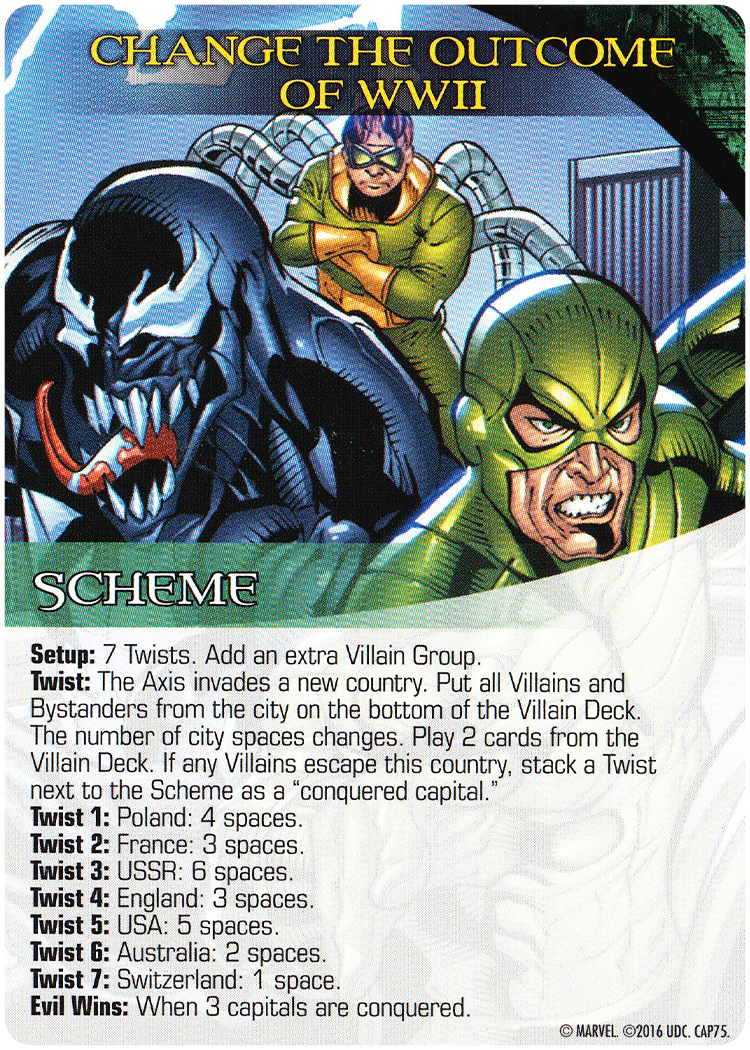 CHANGE THE OUTCOME
OF WWII
SCHEME
Setup: 7 Twists. Add an extra Villain Group.
Twist: The Axis invades a new country. Put all Villains and
Bystanders from the city on the bottom of the Villain Deck.
The number of city spaces changes. Play 2 cards from the
Villain Deck. If any Villains escape this country, stack a Twist
next to the Scheme as a “conquered capital.”
Twist 1: Poland: 4 spaces.
Twist 2: France: 3 spaces.
Twist 3: USSR: 6 spaces.
Twist 4: England: 3 spaces.
Twist 5: USA: 5 spaces.
Twist 6: Australia: 2 spaces.
Twist 7: Switzerland: 1 space.
Evil Wins: When 3 capitals are conquered.
© MARVEL. ©2016 UDC. CAP75.